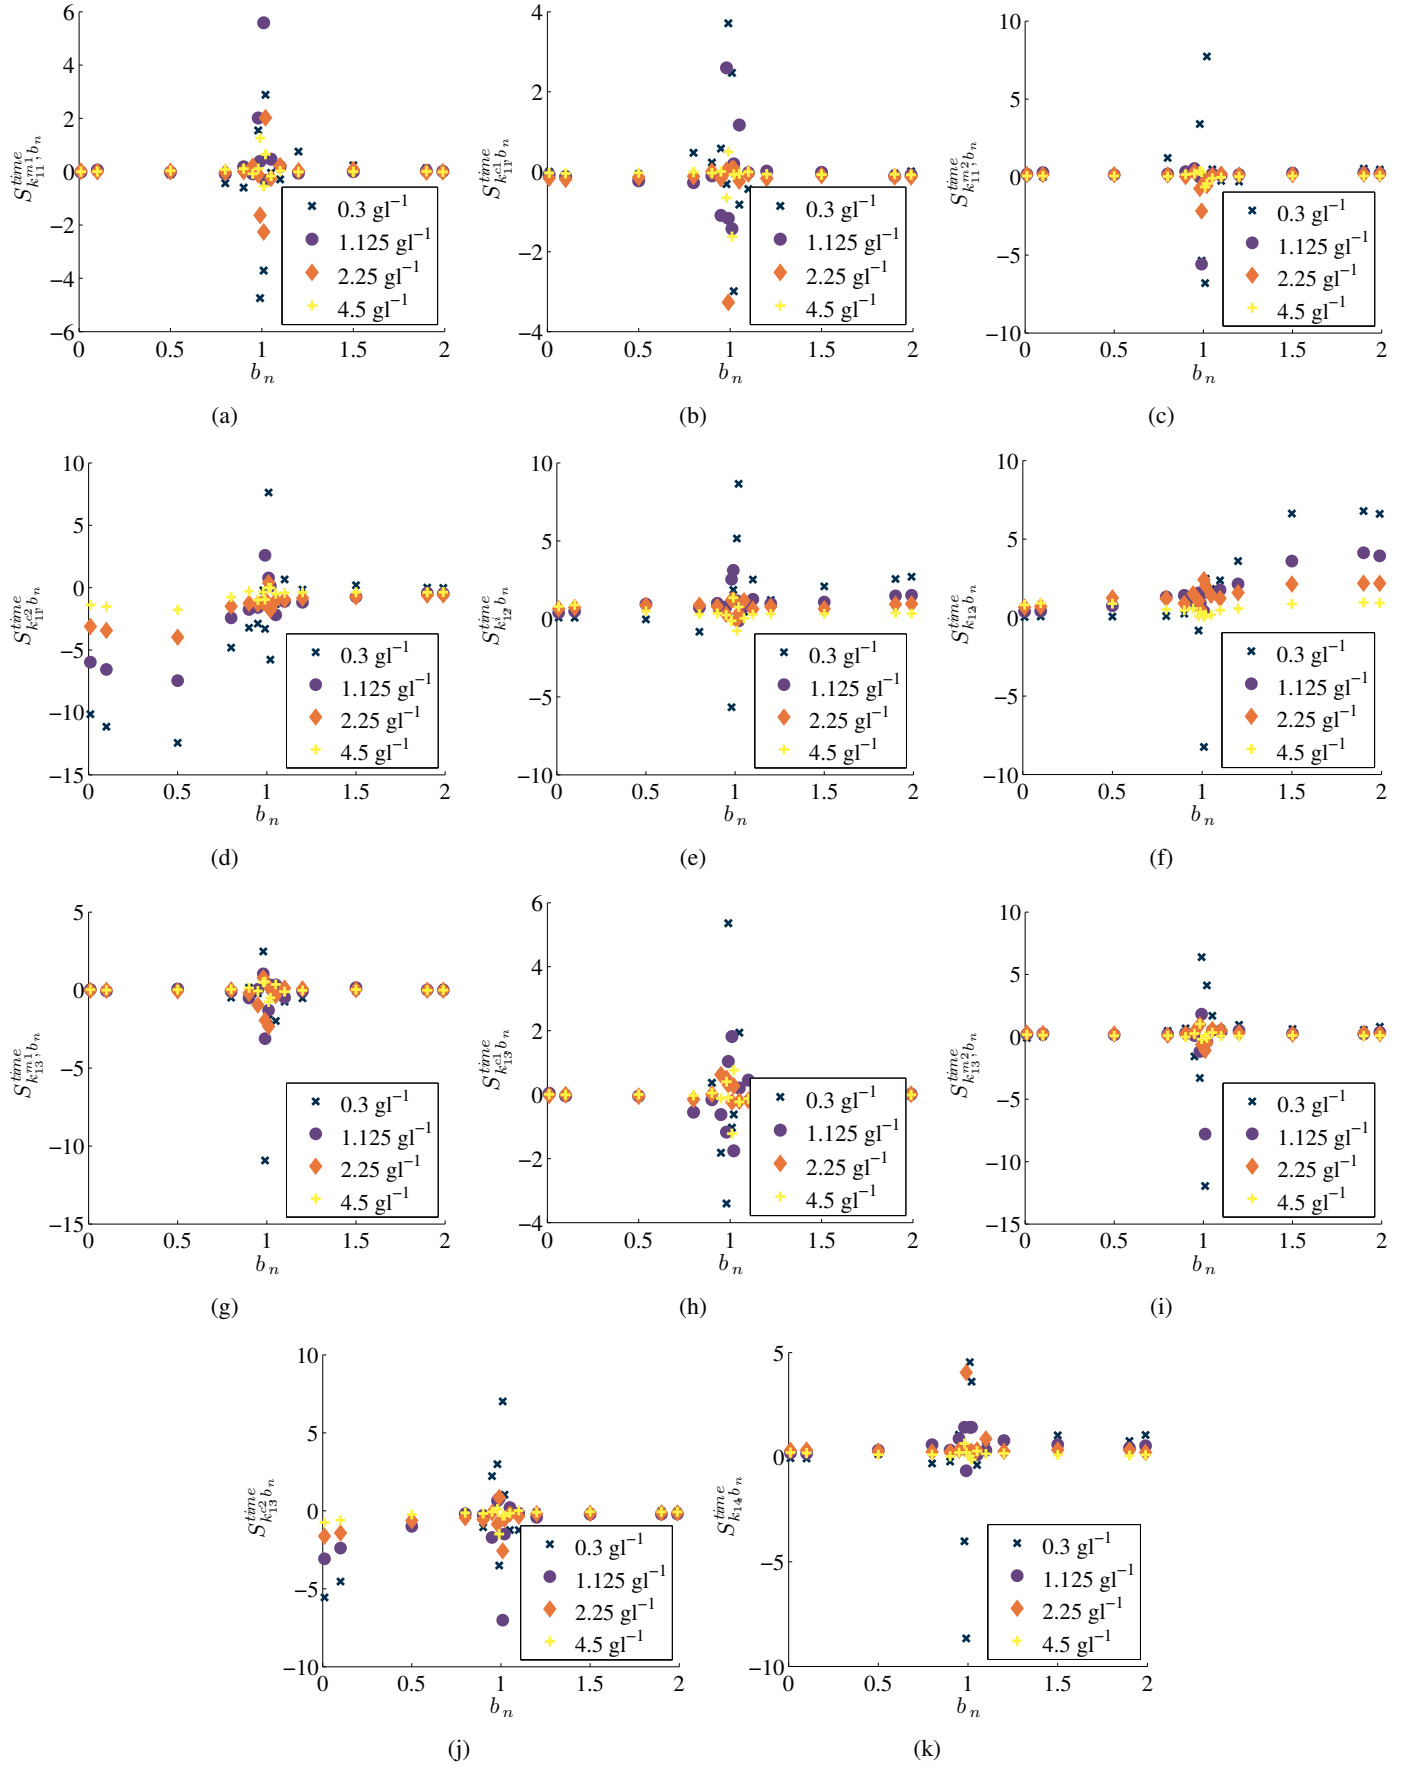 6
4
2
0
−2
−4
−6
0
0.5
1
1.5
2
b n
S^{time}_{k_{11}^{m1}, b_n}
0.3 gl⁻¹
1.125 gl⁻¹
2.25 gl⁻¹
4.5 gl⁻¹
(a)
4
2
0
−2
−4
0
0.5
1
1.5
2
b n
S^{time}_{k_{11}^{c1}, b_n}
0.3 gl⁻¹
1.125 gl⁻¹
2.25 gl⁻¹
4.5 gl⁻¹
(b)
10
5
0
−5
−10
0
0.5
1
1.5
2
b n
S^{time}_{k_{11}^{m2}, b_n}
0.3 gl⁻¹
1.125 gl⁻¹
2.25 gl⁻¹
4.5 gl⁻¹
(c)
10
5
0
−5
−10
−15
0
0.5
1
1.5
2
b n
S^{time}_{k_{11}^{c2}, b_n}
0.3 gl⁻¹
1.125 gl⁻¹
2.25 gl⁻¹
4.5 gl⁻¹
(d)
10
5
0
−5
−10
0
0.5
1
1.5
2
b n
S^{time}_{k_{12}^{i}, b_n}
0.3 gl⁻¹
1.125 gl⁻¹
2.25 gl⁻¹
4.5 gl⁻¹
(e)
10
5
0
−5
−10
0
0.5
1
1.5
2
b n
S^{time}_{k_{12}, b_n}
0.3 gl⁻¹
1.125 gl⁻¹
2.25 gl⁻¹
4.5 gl⁻¹
(f)
5
0
−5
−10
−15
0
0.5
1
1.5
2
b n
S^{time}_{k_{13}^{m1}, b_n}
0.3 gl⁻¹
1.125 gl⁻¹
2.25 gl⁻¹
4.5 gl⁻¹
(g)
6
4
2
0
−2
−4
0
0.5
1
1.5
2
b n
S^{time}_{k_{13}^{c1}, b_n}
0.3 gl⁻¹
1.125 gl⁻¹
2.25 gl⁻¹
4.5 gl⁻¹
(h)
10
5
0
−5
−10
−15
0
0.5
1
1.5
2
b n
S^{time}_{k_{13}^{m2}, b_n}
0.3 gl⁻¹
1.125 gl⁻¹
2.25 gl⁻¹
4.5 gl⁻¹
(i)
10
5
0
−5
−10
0
0.5
1
1.5
2
b n
S^{time}_{k_{13}^{c2}, b_n}
0.3 gl⁻¹
1.125 gl⁻¹
2.25 gl⁻¹
4.5 gl⁻¹
(j)
5
0
−5
−10
0
0.5
1
1.5
2
b n
S^{time}_{k_{14}, b_n}
0.3 gl⁻¹
1.125 gl⁻¹
2.25 gl⁻¹
4.5 gl⁻¹
(k)